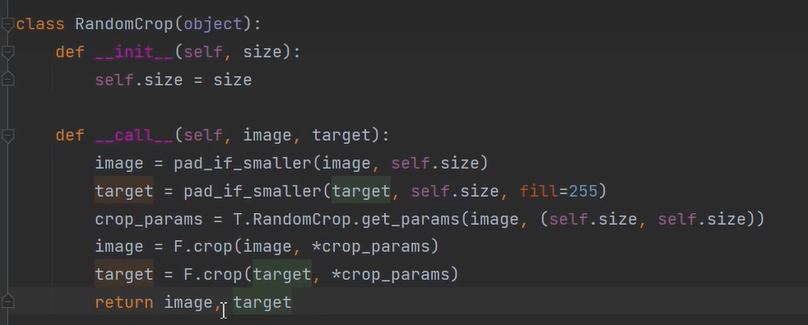 class RandomCrop(object):
    def __init__(self, size):
        self.size = size
    def __call__(self, image, target):
        image = pad_if_smaller(image, self.size)
        target = pad_if_smaller(target, self.size, fill=255)
        crop_params = T.RandomCrop.get_params(image, (self.size, self.size))
        image = F.crop(image, *crop_params)
        target = F.crop(target, *crop_params)
        return image, target